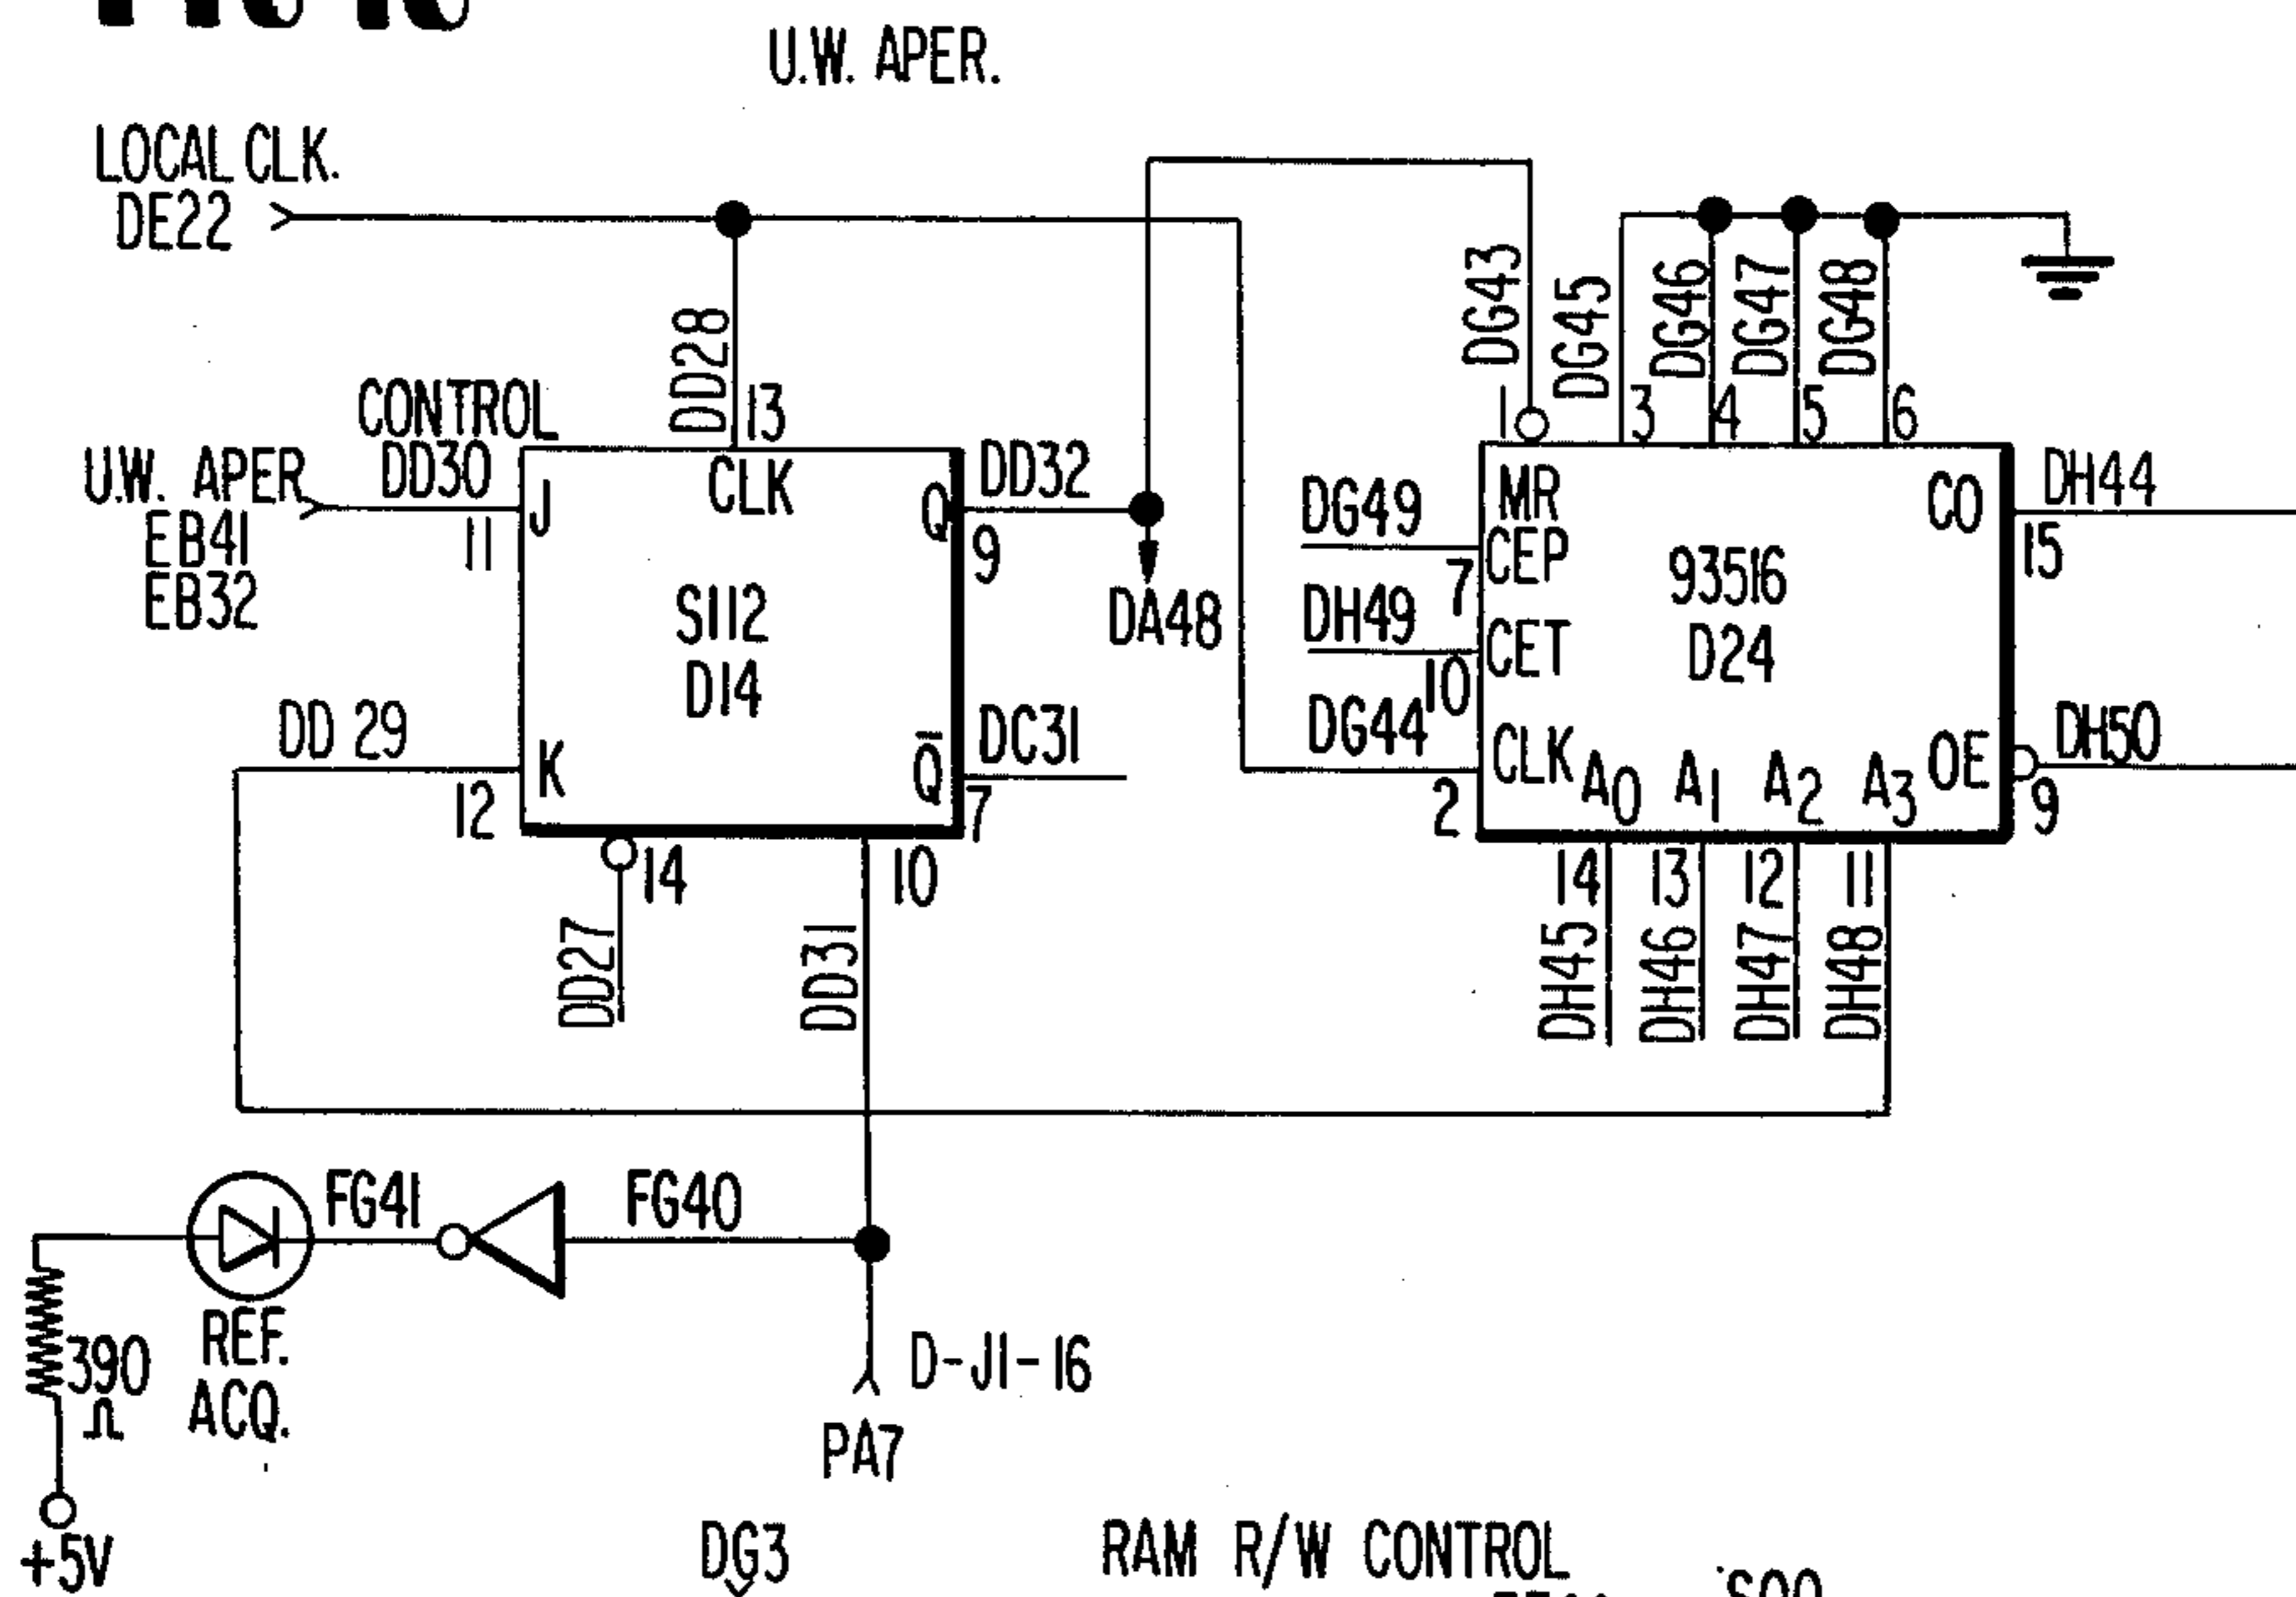 U.W. APER.
LOCAL CLK.
DE22
DD28
13
CONTROL
DD30
U.W. APER
EB41
EB32
11
J
CLK
Q
DD32
9
S112
D14
DA48
DD 29
12
K
Q̅
DC31
7
14
10
DD27
DD31
DG43
DG45
DG46
DG47
DG48
1
3
4
5
6
MR
CO
DH44
15
DG49
7
CEP
93516
D24
DH49
10
CET
DG44
2
CLK
A0
A1
A2
A3
OE
DH50
9
14
13
12
11
DH45
DH46
DH47
DH48
FG41
FG40
REF.
ACQ.
390
Ω
+5V
D-J1-16
PA7
DG3
RAM R/W CONTROL